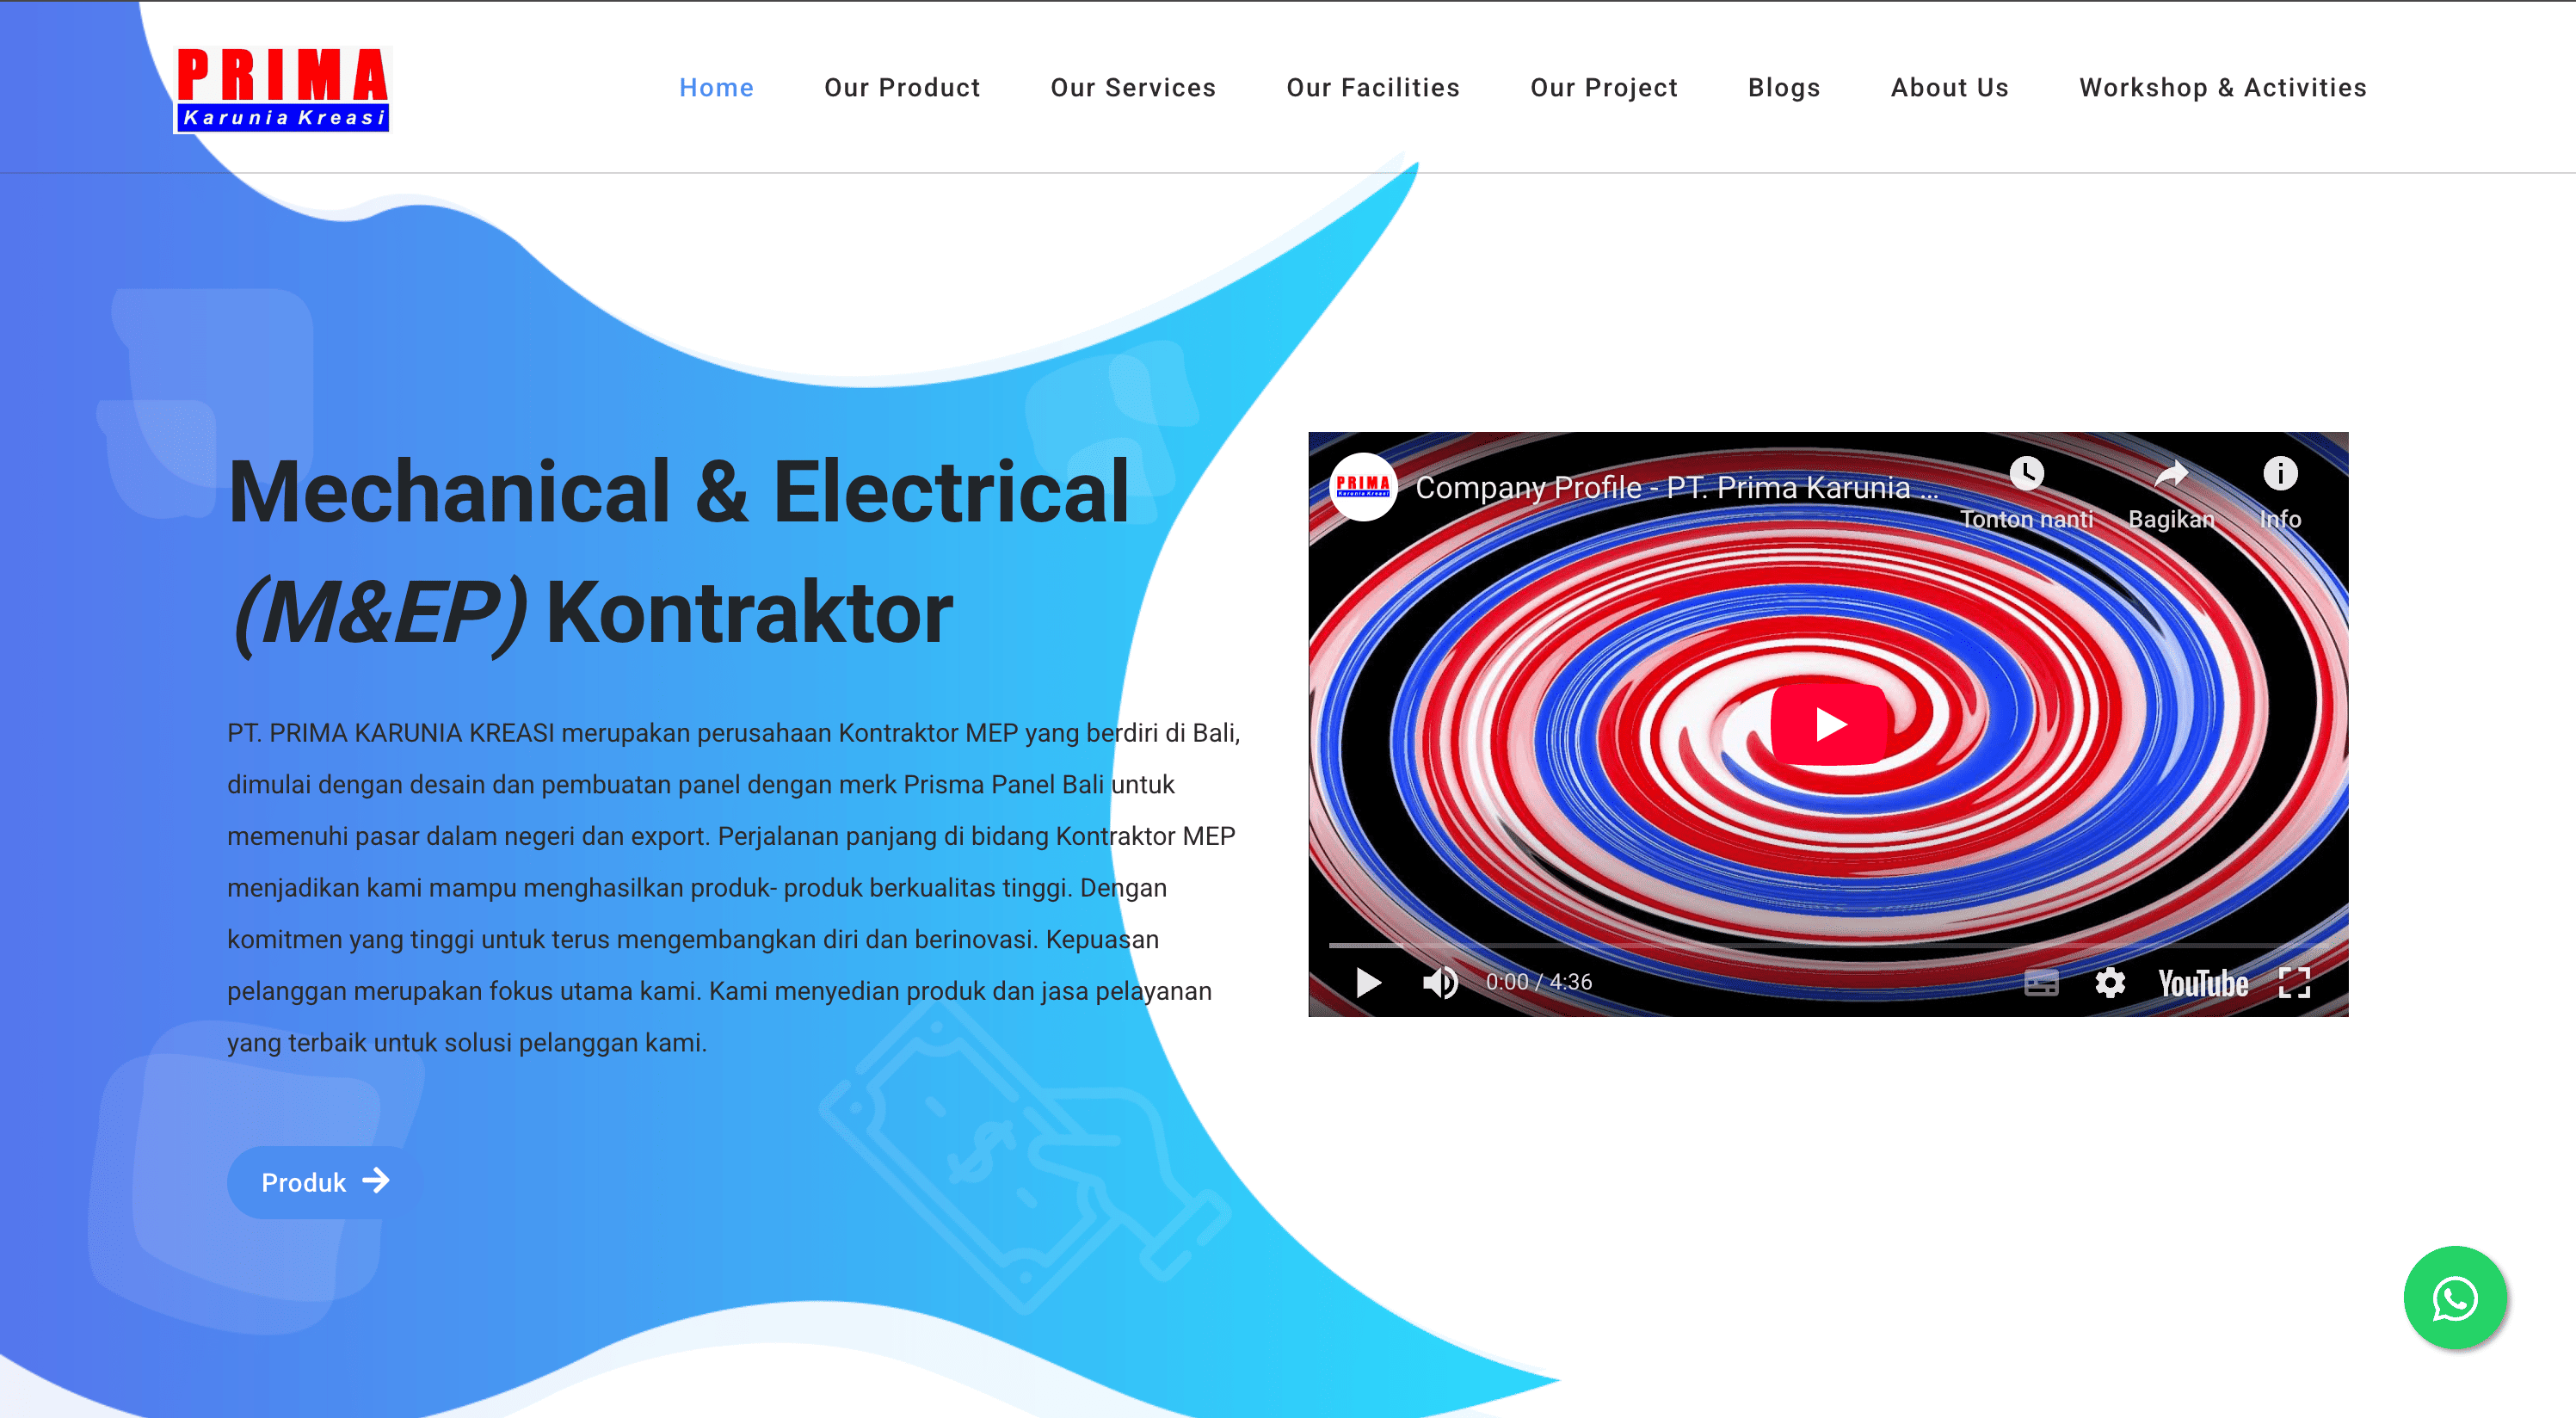 PRIMA
Karunia Kreasi
Home
Our Product
Our Services
Our Facilities
Our Project
Blogs
About Us
Workshop & Activities
Mechanical & Electrical
(M&EP) Kontraktor
PT. PRIMA KARUNIA KREASI merupakan perusahaan Kontraktor MEP yang berdiri di Bali,
dimulai dengan desain dan pembuatan panel dengan merk Prisma Panel Bali untuk
memenuhi pasar dalam negeri dan export. Perjalanan panjang di bidang Kontraktor MEP
menjadikan kami mampu menghasilkan produk- produk berkualitas tinggi. Dengan
komitmen yang tinggi untuk terus mengembangkan diri dan berinovasi. Kepuasan
pelanggan merupakan fokus utama kami. Kami menyedian produk dan jasa pelayanan
yang terbaik untuk solusi pelanggan kami.
Produk
PRIMA
Karunia Kreasi
Company Profile - PT. Prima Karunia ...
Tonton nanti
Bagikan
Info
0:00 / 4:36
YouTube